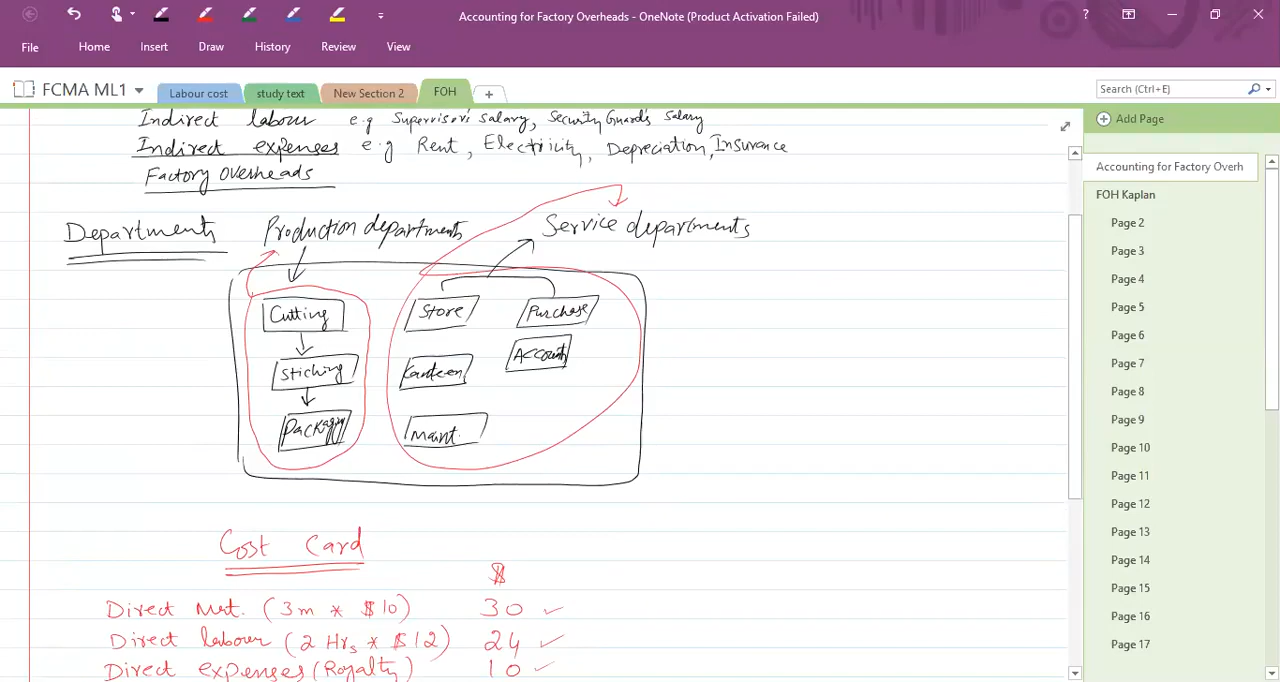 Accounting for Factory Overheads - OneNote (Product Activation Failed)
?
File Home Insert Draw History Review View
FCMA ML1 Labour cost study text New Section 2 FOH +
Search (Ctrl+E)
Indirect labour e.g Supervisor's salary, Security Guard's Salary
Indirect expenses e.g Rent, Electricity, Depreciation, Insurance
Factory Overheads
Departments Production departments Service departments
Cutting Store Purchase
Stiching Kanteen Account
Packaging Maint.
Cost Card
$
Direct Mat. (3m * $10) 30
Direct labour (2 Hrs * $12) 24
Direct expenses (Royalty) 10
Add Page
Accounting for Factory Overh
FOH Kaplan
Page 2
Page 3
Page 4
Page 5
Page 6
Page 7
Page 8
Page 9
Page 10
Page 11
Page 12
Page 13
Page 14
Page 15
Page 16
Page 17